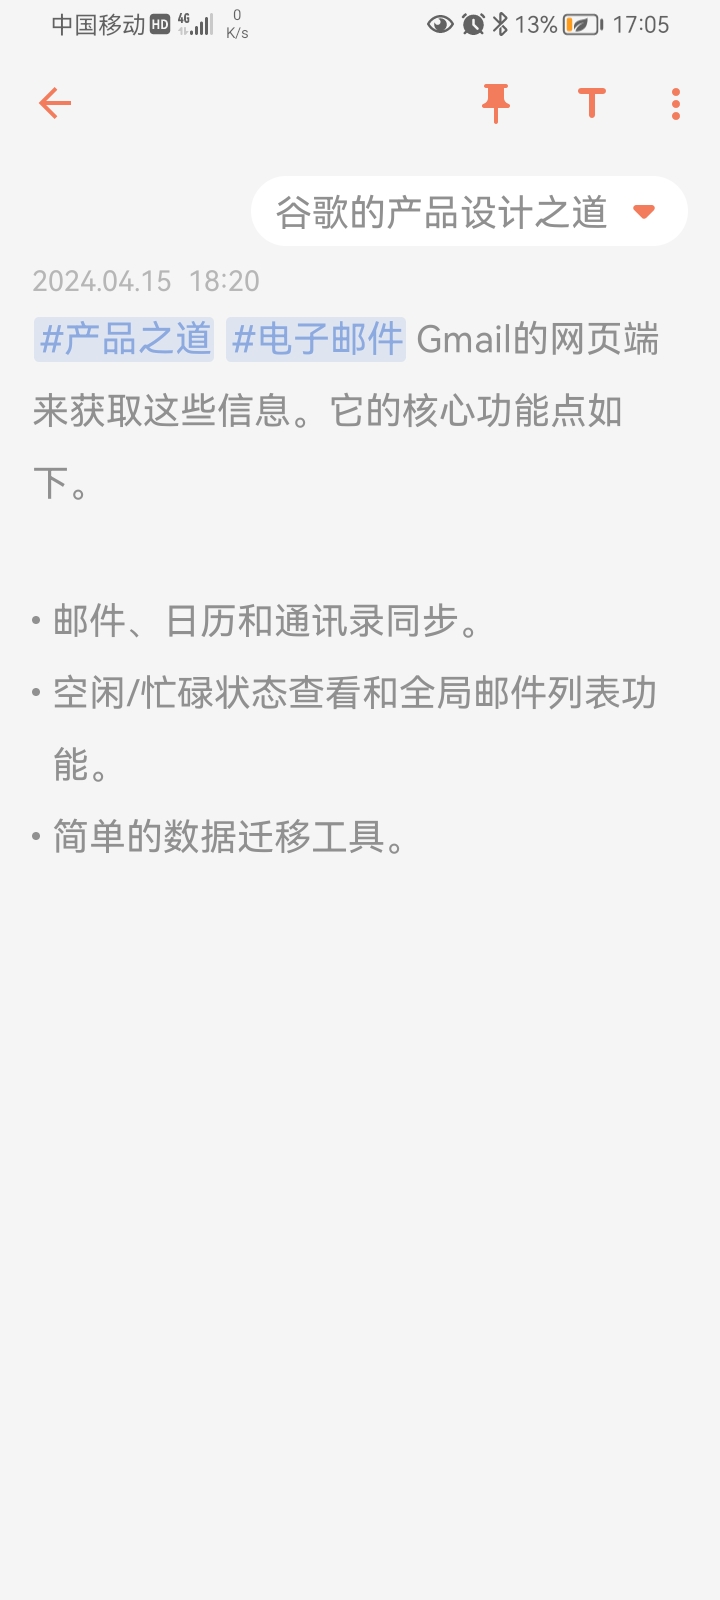 中国移动 HD 4G 0 K/s 13% 17:05
谷歌的产品设计之道
2024.04.15 18:20
#产品之道 #电子邮件 Gmail的网页端
来获取这些信息。它的核心功能点如
下。
• 邮件、日历和通讯录同步。
• 空闲/忙碌状态查看和全局邮件列表功
能。
• 简单的数据迁移工具。